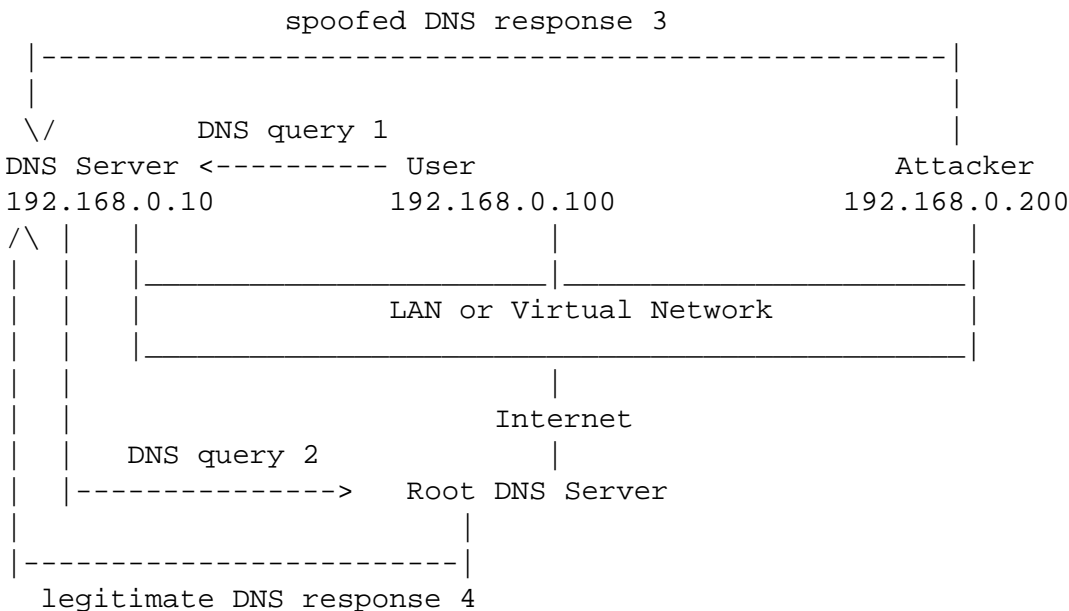 spoofed DNS response 3
DNS query 1
DNS Server <---------- User Attacker
192.168.0.10 192.168.0.100 192.168.0.200
LAN or Virtual Network
Internet
DNS query 2
Root DNS Server
legitimate DNS response 4